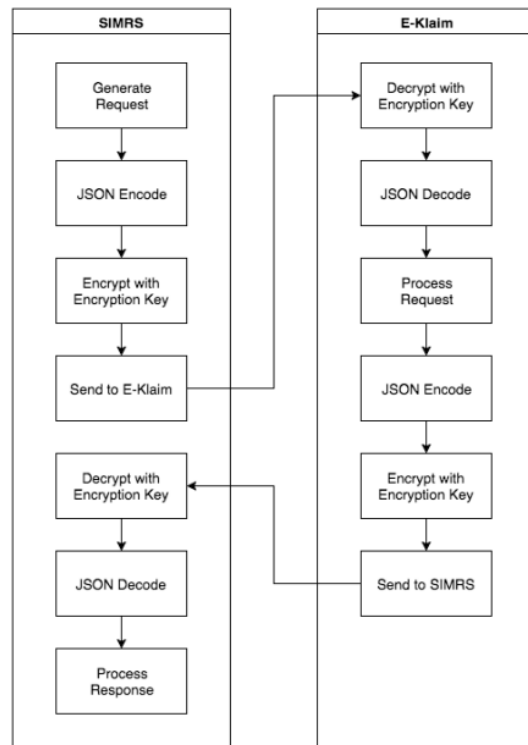 SIMRS
Generate
Request
JSON Encode
Encrypt with
Encryption Key
Send to E-Klaim
Decrypt with
Encryption Key
JSON Decode
Process
Response
E-Klaim
Decrypt with
Encryption Key
JSON Decode
Process
Request
JSON Encode
Encrypt with
Encryption Key
Send to SIMRS